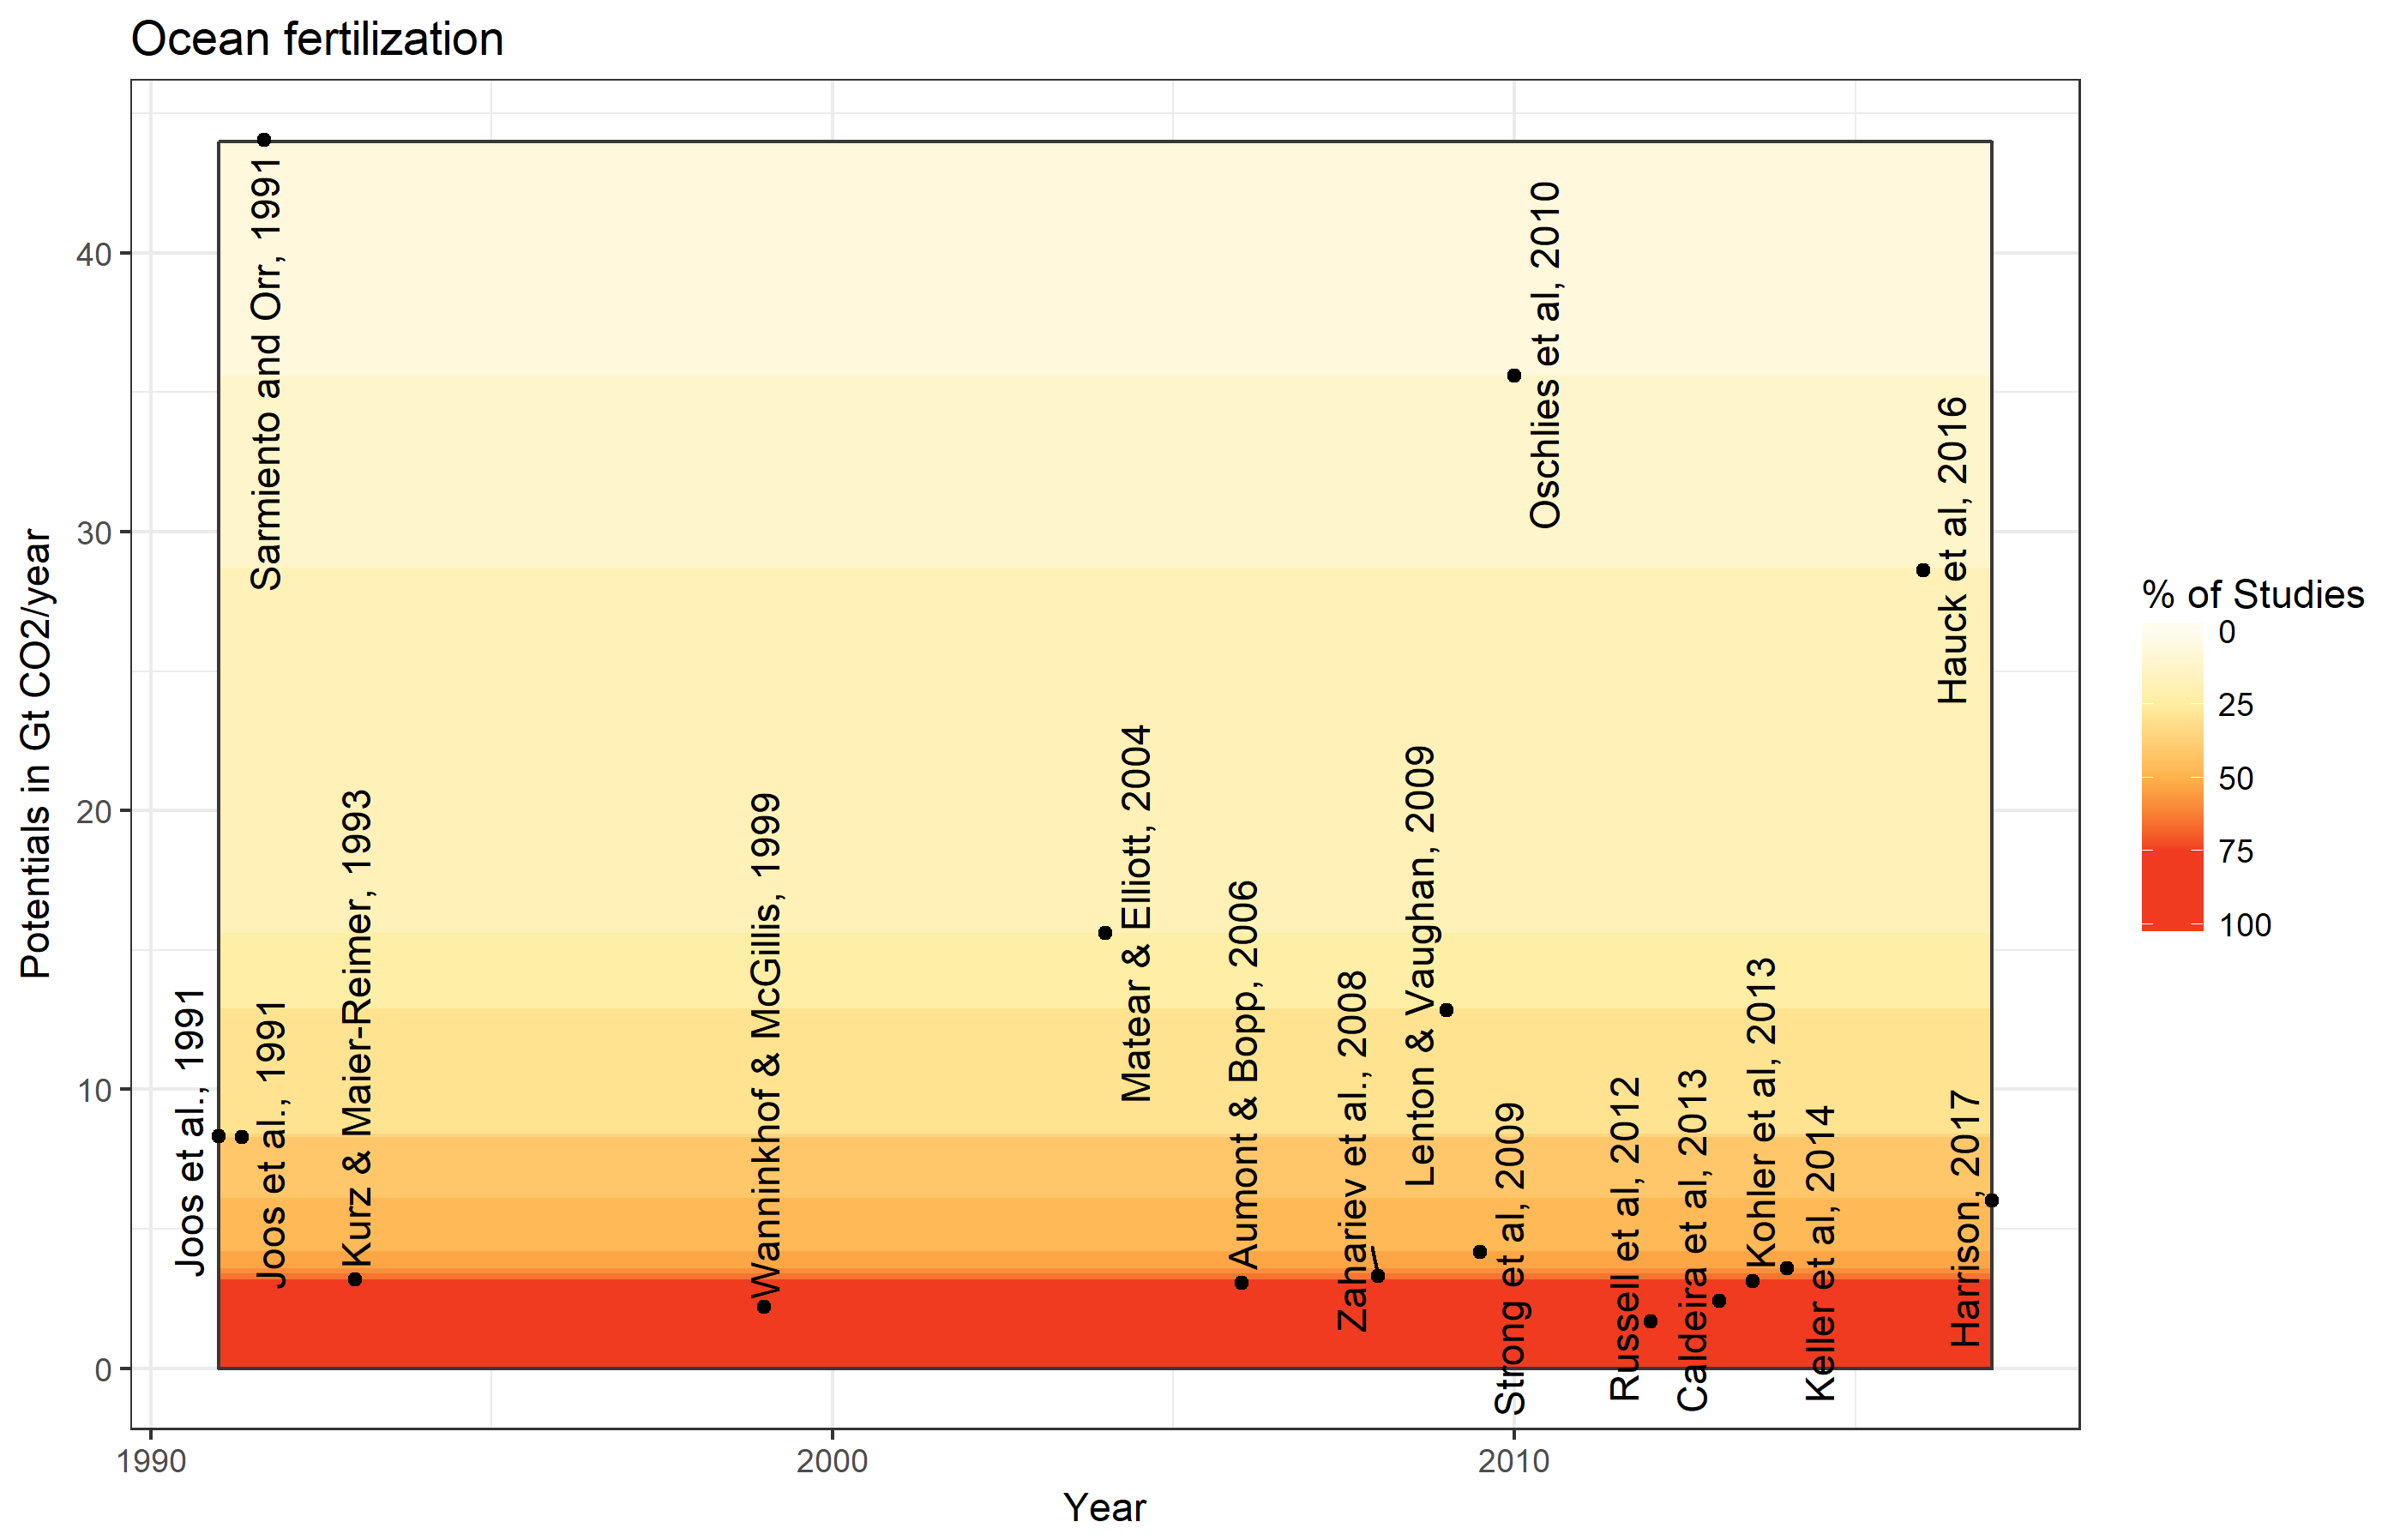 Ocean fertilization
Potentials in Gt CO2/year
40
30
20
10
0
Sarmiento and Orr, 1991
Joos et al., 1991
Joos et al., 1991
Kurz & Maier-Reimer, 1993
Wanninkhof & McGillis, 1999
Matear & Elliott, 2004
Aumont & Bopp, 2006
Zahariev et al., 2008
Lenton & Vaughan, 2009
Strong et al, 2009
Oschlies et al, 2010
Russell et al, 2012
Caldeira et al, 2013
Kohler et al, 2013
Keller et al, 2014
Hauck et al, 2016
Harrison, 2017
1990
2000
2010
Year
% of Studies
0
25
50
75
100